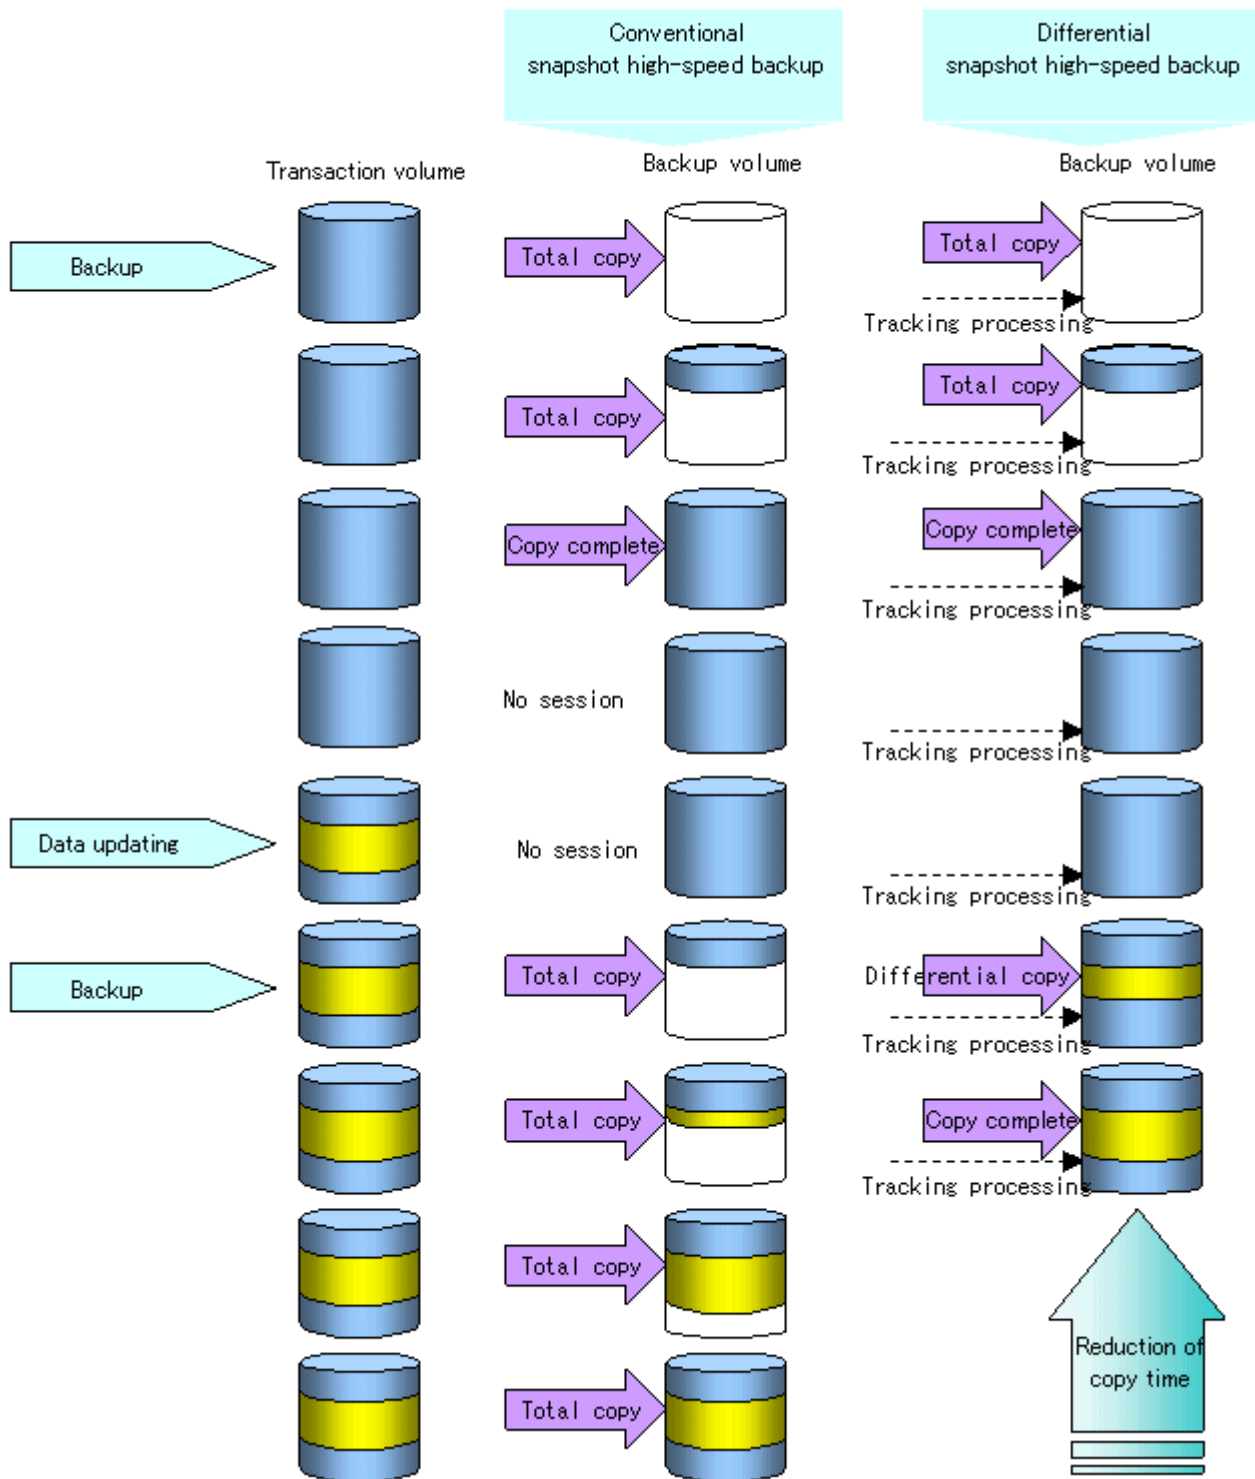 Conventional
snapshot high-speed backup
Differential
snapshot high-speed backup
Transaction volume
Backup volume
Backup volume
Backup
Total copy
Total copy
Tracking processing
Total copy
Total copy
Tracking processing
Copy complete
Copy complete
Tracking processing
No session
Tracking processing
Data updating
No session
Tracking processing
Backup
Total copy
Differential copy
Tracking processing
Total copy
Copy complete
Tracking processing
Total copy
Reduction of
copy time
Total copy